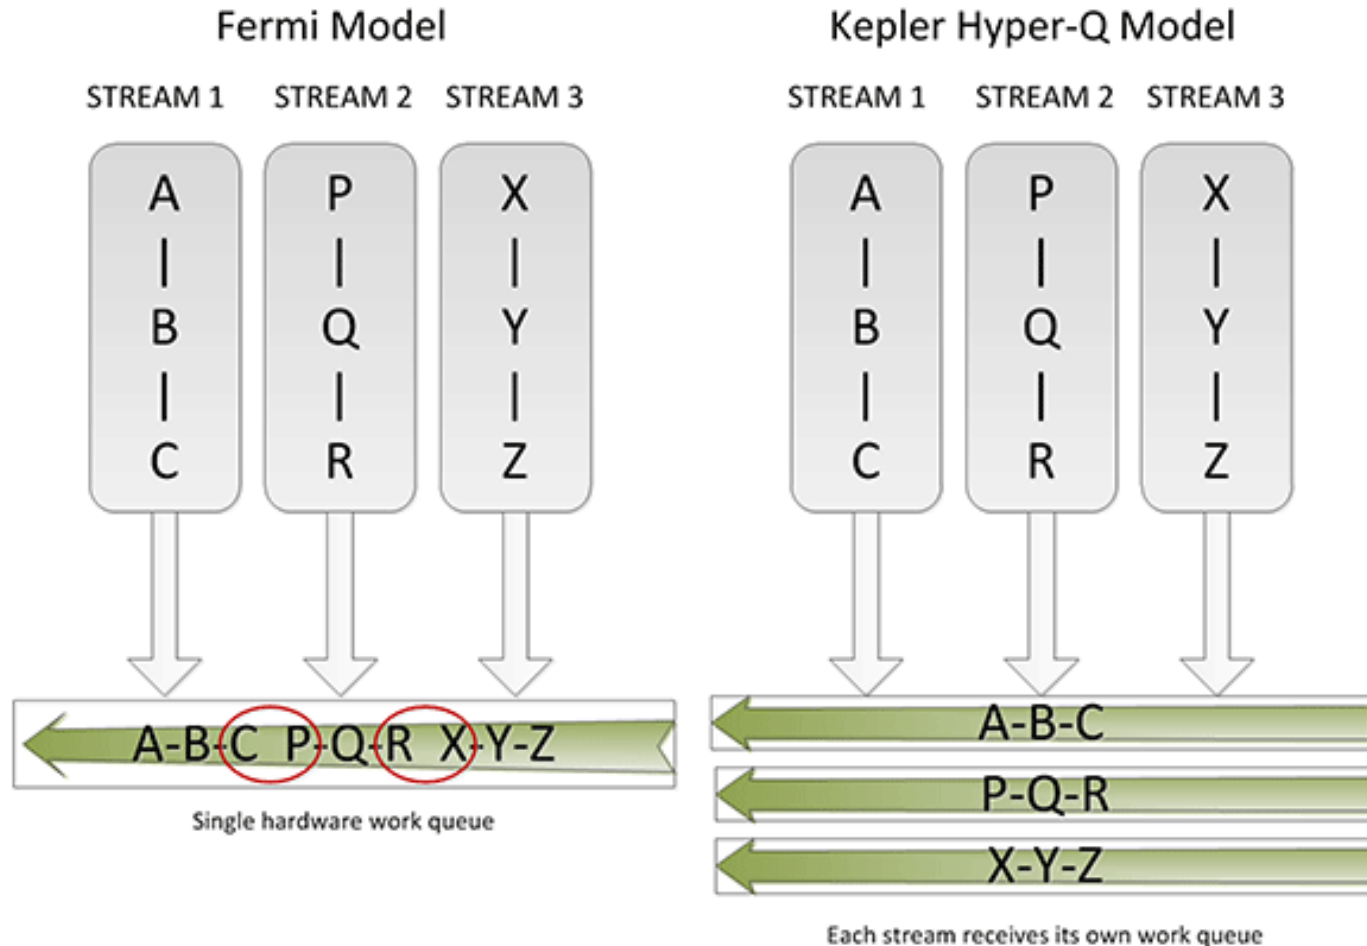 Fermi Model
STREAM 1 STREAM 2 STREAM 3
A P X
| | |
B Q Y
| | |
C R Z
A-B-C P-Q-R X-Y-Z
Single hardware work queue
Kepler Hyper-Q Model
STREAM 1 STREAM 2 STREAM 3
A P X
| | |
B Q Y
| | |
C R Z
A-B-C
P-Q-R
X-Y-Z
Each stream receives its own work queue